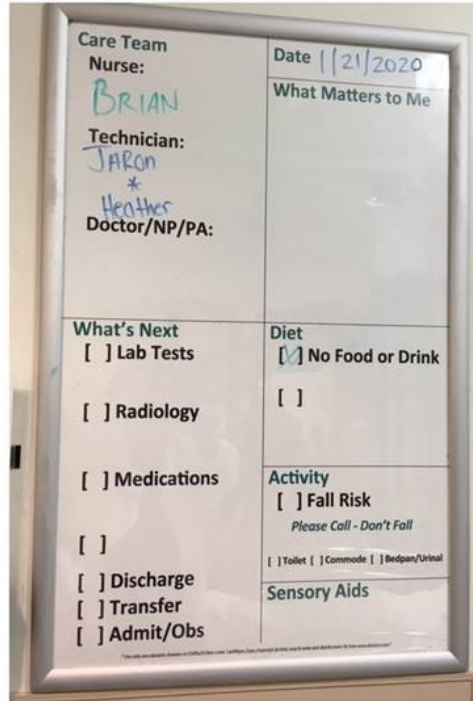 Care Team
Nurse:
BRIAN
Technician:
JARON
*
Heather
Doctor/NP/PA:
Date 1/21/2020
What Matters to Me
What's Next
[ ] Lab Tests
[ ] Radiology
[ ] Medications
[ ]
[ ] Discharge
[ ] Transfer
[ ] Admit/Obs
Diet
[X] No Food or Drink
[ ]
Activity
[ ] Fall Risk
Please Call - Don't Fall
[ ] Toilet [ ] Commode [ ] Bedpan/Urinal
Sensory Aids